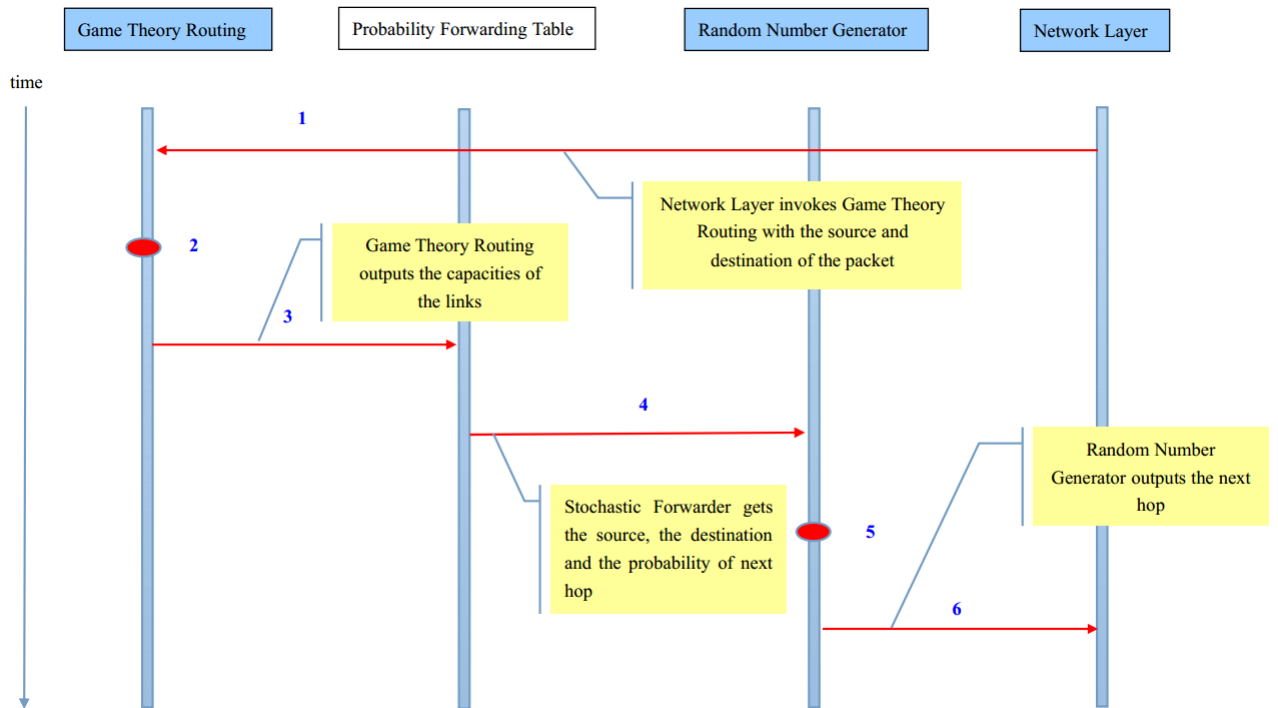 Game Theory Routing
Probability Forwarding Table
Random Number Generator
Network Layer
time
1
Network Layer invokes Game Theory
Routing with the source and
destination of the packet
2
Game Theory Routing
outputs the capacities of
the links
3
4
Stochastic Forwarder gets
the source, the destination
and the probability of next
hop
Random Number
Generator outputs the next
hop
5
6